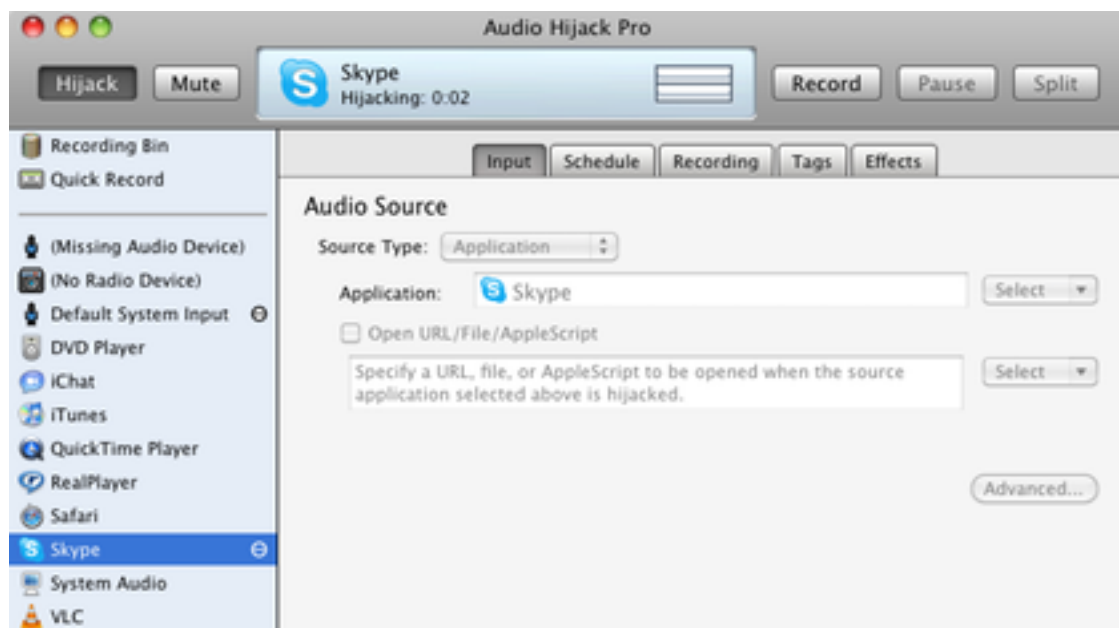 Audio Hijack Pro
Hijack
Mute
Skype
Hijacking: 0:02
Record
Pause
Split
Recording Bin
Quick Record
(Missing Audio Device)
(No Radio Device)
Default System Input
DVD Player
iChat
iTunes
QuickTime Player
RealPlayer
Safari
Skype
System Audio
VLC
Input
Schedule
Recording
Tags
Effects
Audio Source
Source Type: Application
Application: Skype
Select
Open URL/File/AppleScript
Specify a URL, file, or AppleScript to be opened when the source
application selected above is hijacked.
Select
Advanced...